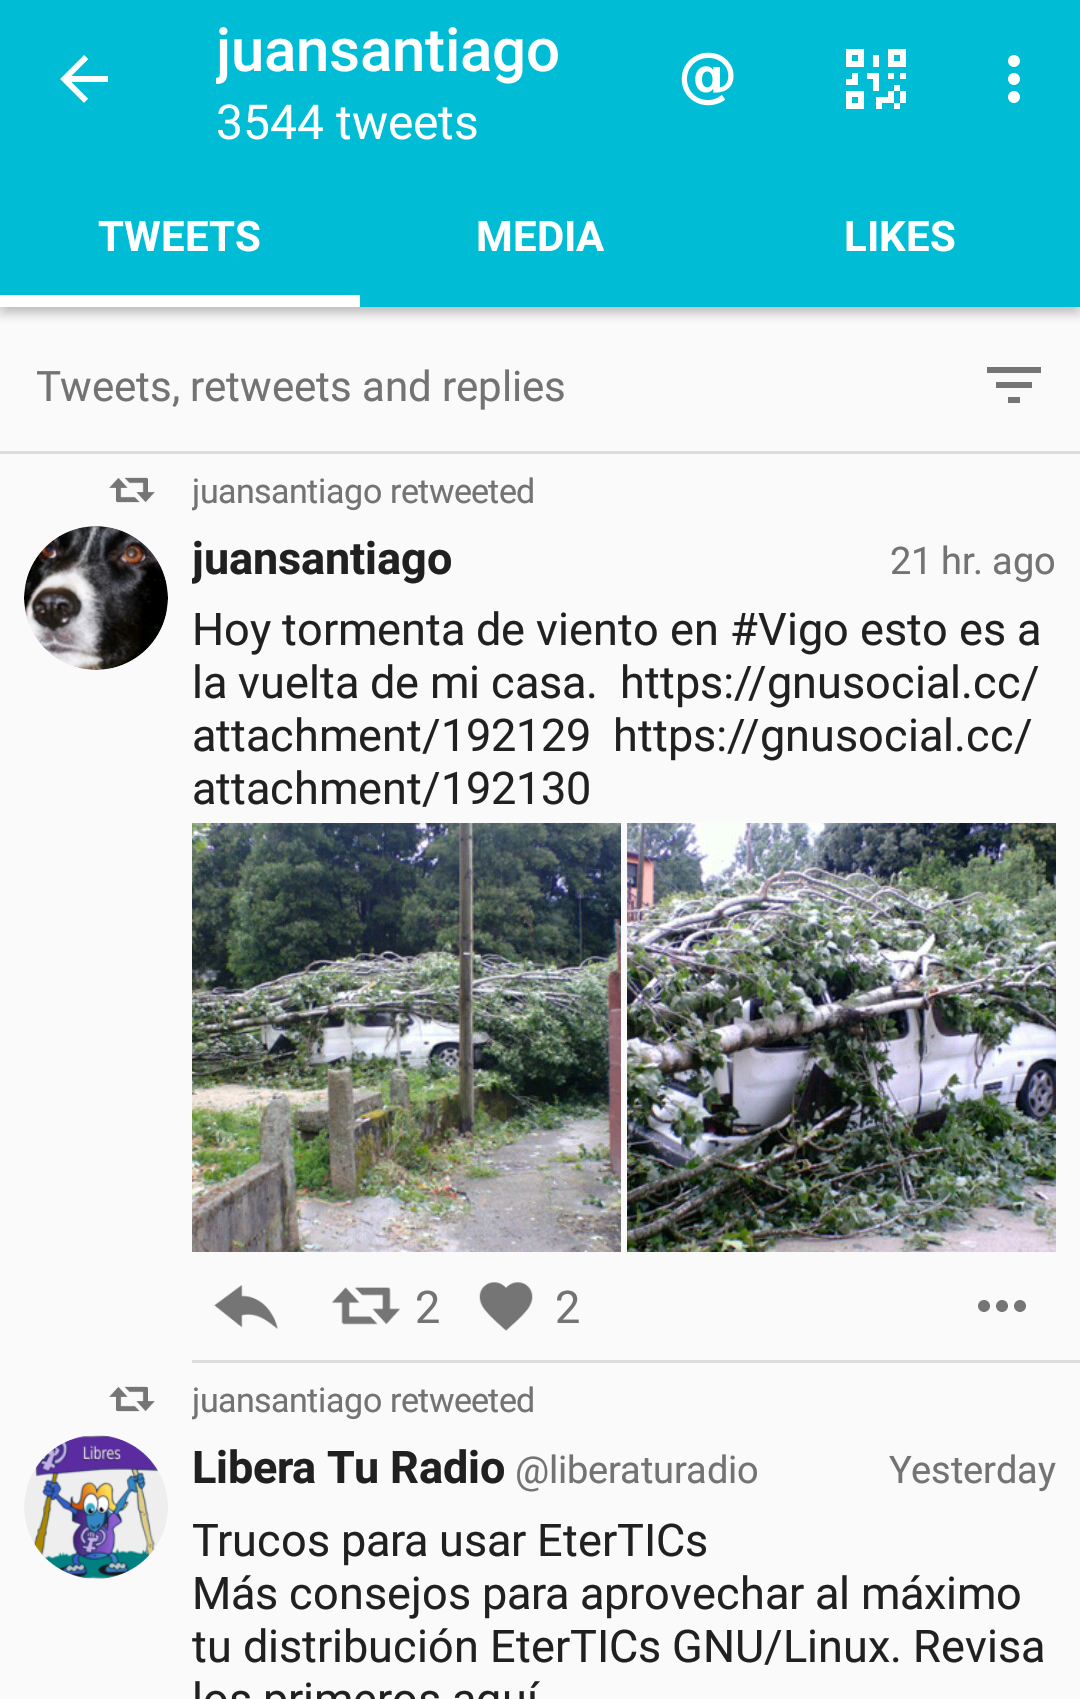 juansantiago
3544 tweets
@
TWEETS
MEDIA
LIKES
Tweets, retweets and replies
juansantiago retweeted
juansantiago
21 hr. ago
Hoy tormenta de viento en #Vigo esto es a
la vuelta de mi casa.  https://gnusocial.cc/
attachment/192129  https://gnusocial.cc/
attachment/192130
2
2
juansantiago retweeted
Libres
Libera Tu Radio @liberaturadio
Yesterday
Trucos para usar EterTICs
Más consejos para aprovechar al máximo
tu distribución EterTICs GNU/Linux. Revisa
los primeros aquí